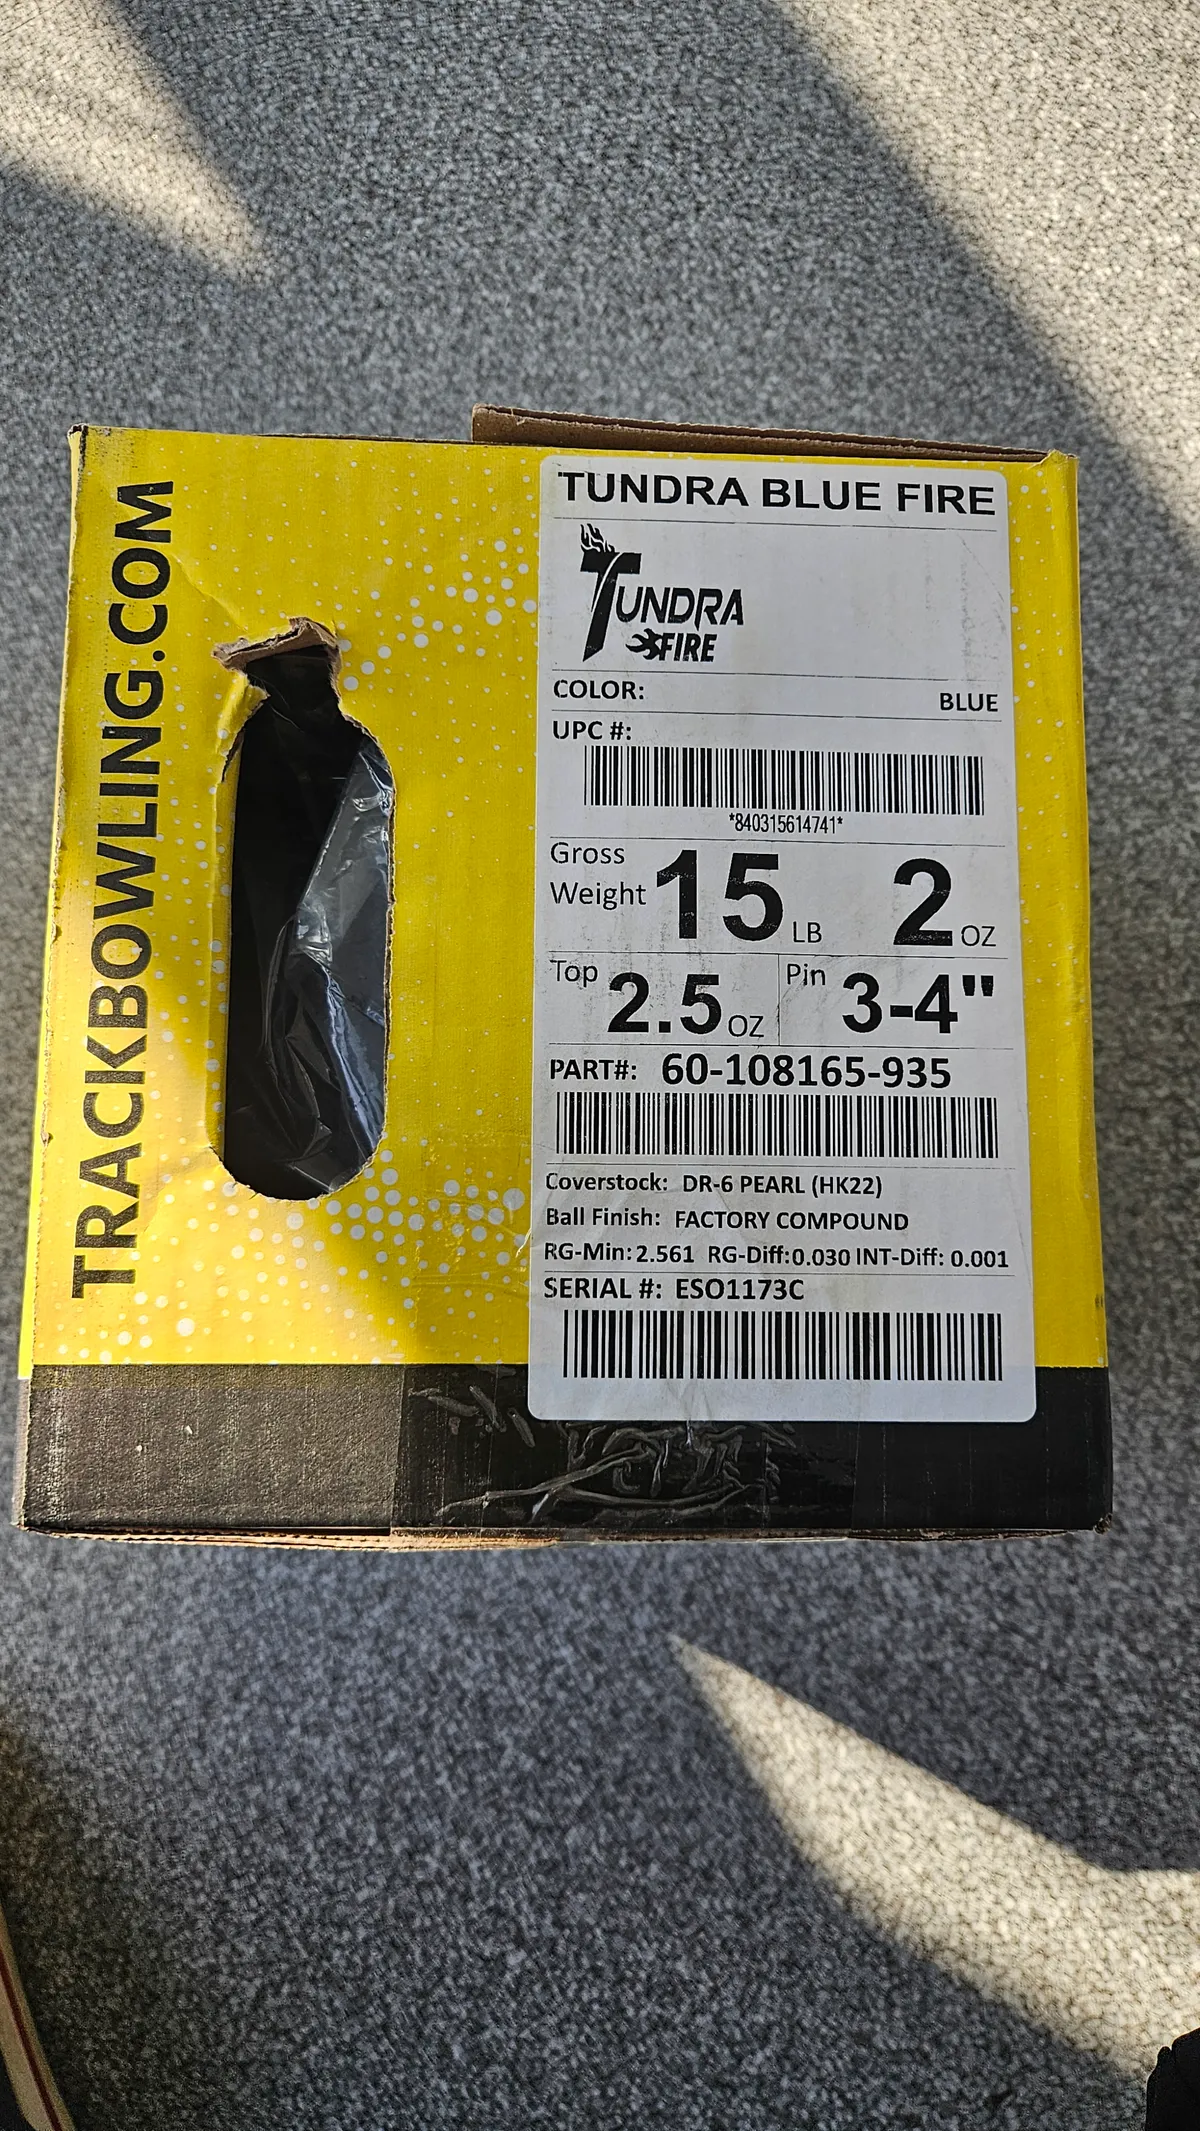 TRACKBOWLING.COM
TUNDRA BLUE FIRE
TUNDRA
FIRE
COLOR: BLUE
UPC #:
*840315614741*
Gross Weight 15 LB 2 OZ
Top 2.5 OZ Pin 3-4"
PART#: 60-108165-935
Coverstock: DR-6 PEARL (HK22)
Ball Finish: FACTORY COMPOUND
RG-Min: 2.561 RG-Diff: 0.030 INT-Diff: 0.001
SERIAL #: ESO1173C